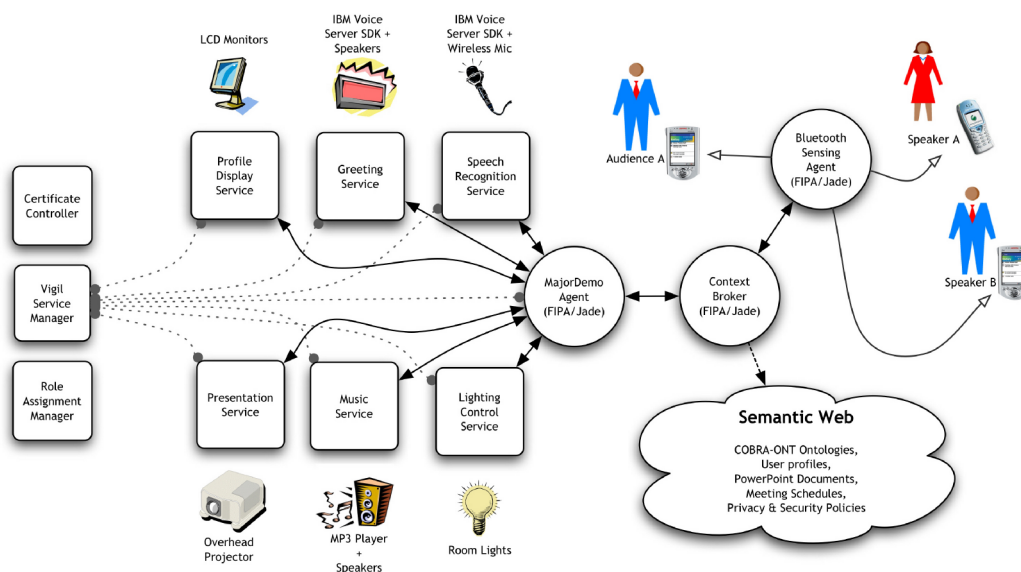 LCD Monitors
IBM Voice
Server SDK +
Speakers
IBM Voice
Server SDK +
Wireless Mic
Certificate
Controller
Vigil
Service
Manager
Role
Assignment
Manager
Profile
Display
Service
Greeting
Service
Speech
Recognition
Service
Presentation
Service
Music
Service
Lighting
Control
Service
Overhead
Projector
MP3 Player
+
Speakers
Room Lights
MajorDemo
Agent
(FIPA/Jade)
Context
Broker
(FIPA/Jade)
Bluetooth
Sensing
Agent
(FIPA/Jade)
Audience A
Speaker A
Speaker B
Semantic Web
COBRA-ONT Ontologies,
User profiles,
PowerPoint Documents,
Meeting Schedules,
Privacy & Security Policies